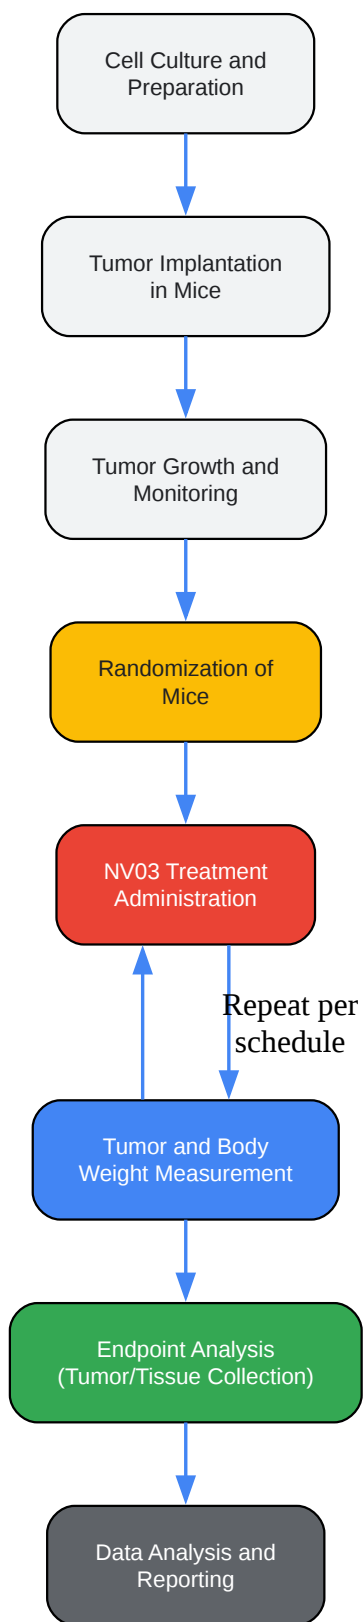 Cell Culture and
Preparation
Tumor Implantation
in Mice
Tumor Growth and
Monitoring
Randomization of
Mice
NV03 Treatment
Administration
Repeat per
schedule
Tumor and Body
Weight Measurement
Endpoint Analysis
(Tumor/Tissue Collection)
Data Analysis and
Reporting